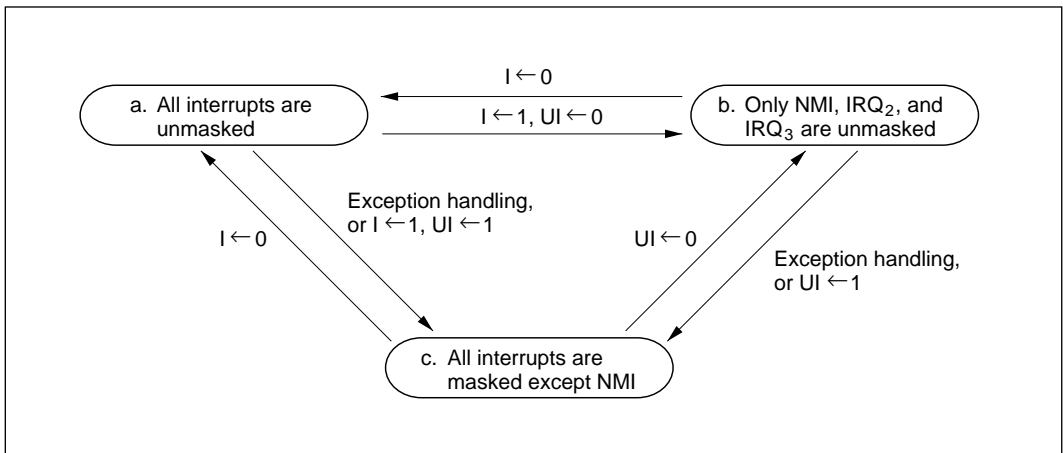 I ← 0
a. All interrupts are
unmasked
b. Only NMI, IRQ₂, and
IRQ₃ are unmasked
I ← 1, UI ← 0
Exception handling,
or I ← 1, UI ← 1
I ← 0
UI ← 0
Exception handling,
or UI ← 1
c. All interrupts are
masked except NMI